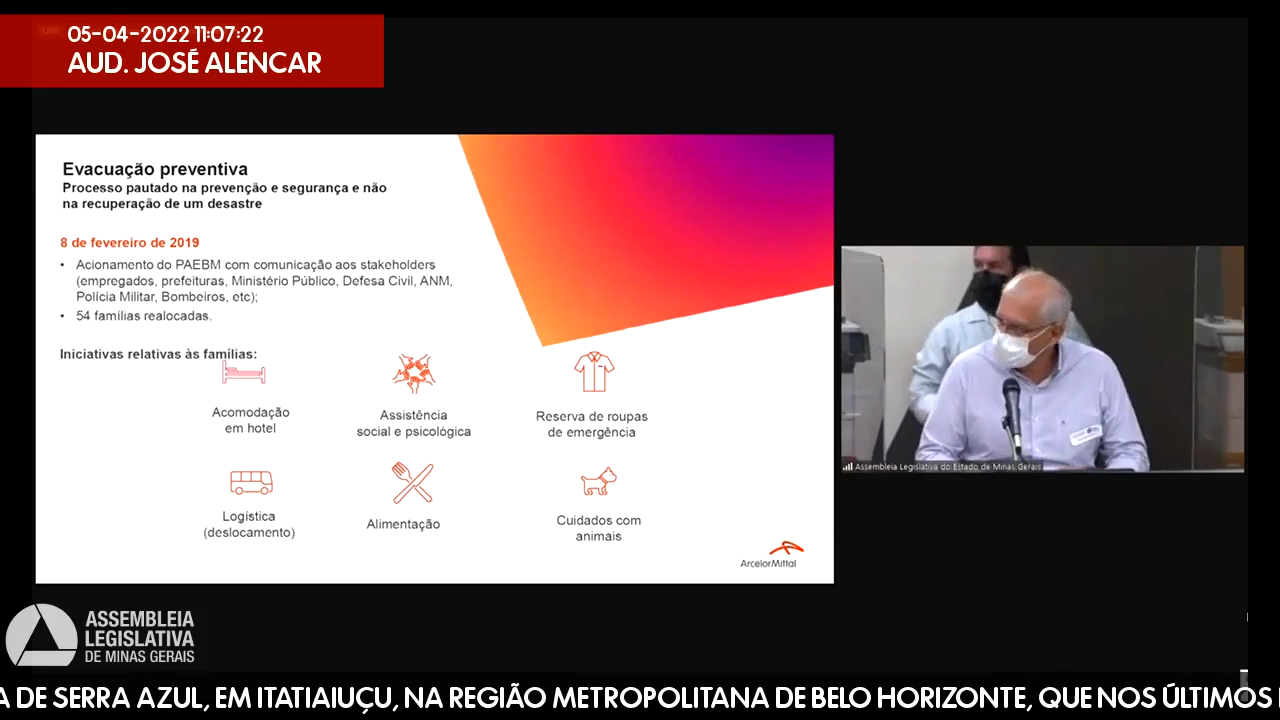 05-04-2022 11:07:22
AUD. JOSÉ ALENCAR
Evacuação preventiva
Processo pautado na prevenção e segurança e não
na recuperação de um desastre
8 de fevereiro de 2019
• Acionamento do PAEBM com comunicação aos stakeholders
(empregados, prefeituras, Ministério Público, Defesa Civil, ANM,
Polícia Militar, Bombeiros, etc);
• 54 famílias realocadas.
Iniciativas relativas às famílias:
Acomodação
em hotel
Assistência
social e psicológica
Reserva de roupas
de emergência
Logística
(deslocamento)
Alimentação
Cuidados com
animais
ArcelorMittal
Assembleia Legislativa do Estado de Minas Gerais
ASSEMBLEIA
LEGISLATIVA
DE MINAS GERAIS
A DE SERRA AZUL, EM ITATIAIUÇU, NA REGIÃO METROPOLITANA DE BELO HORIZONTE, QUE NOS ÚLTIMOS